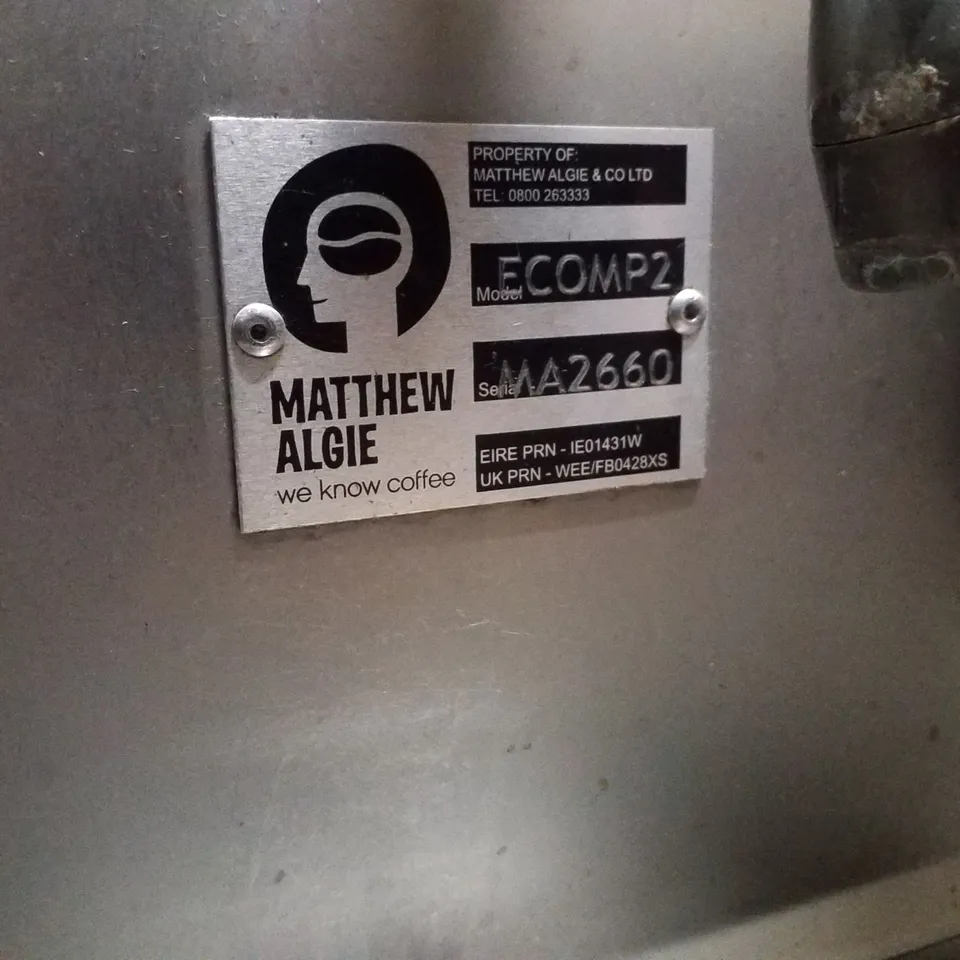 MATTHEW
ALGIE
we know coffee
PROPERTY OF:
MATTHEW ALGIE & CO LTD
TEL: 0800 263333
Model ECOMP2
Serial MA2660
EIRE PRN - IE01431W
UK PRN - WEE/FB0428XS